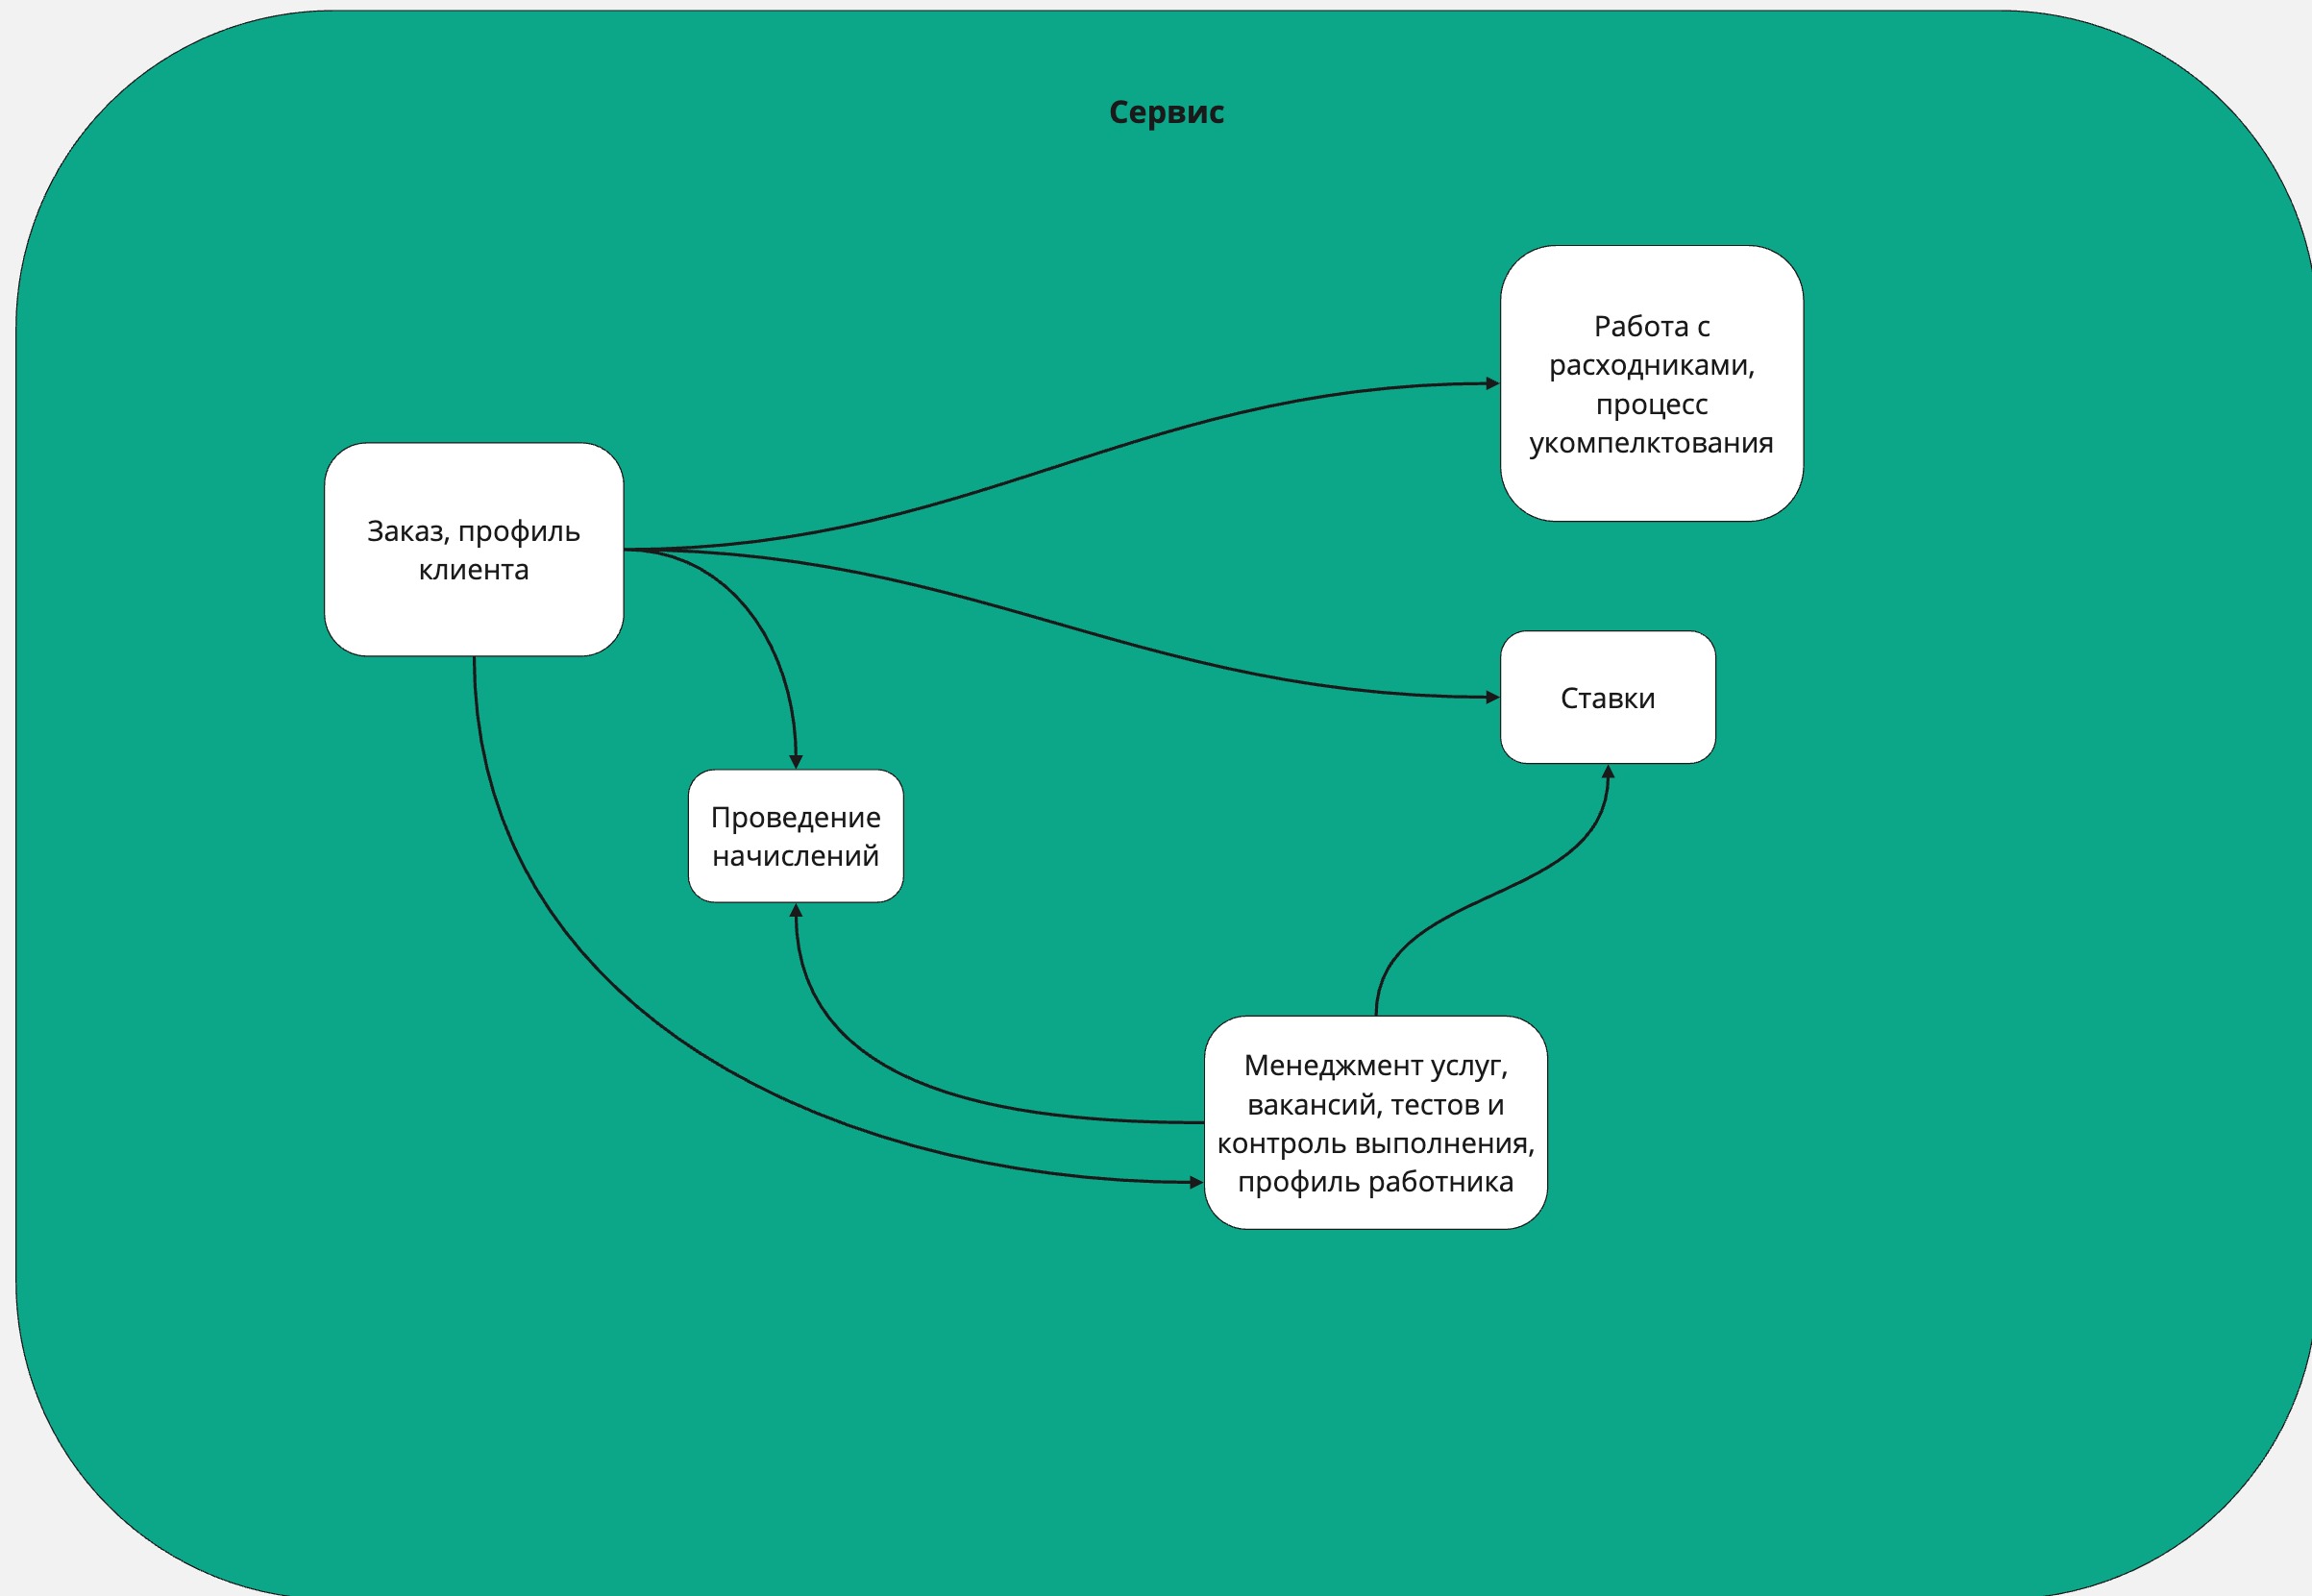 Сервис
Работа с
расходниками,
процесс
укомпелктования
Заказ, профиль
клиента
Ставки
Проведение
начислений
Менеджмент услуг,
вакансий, тестов и
контроль выполнения,
профиль работника